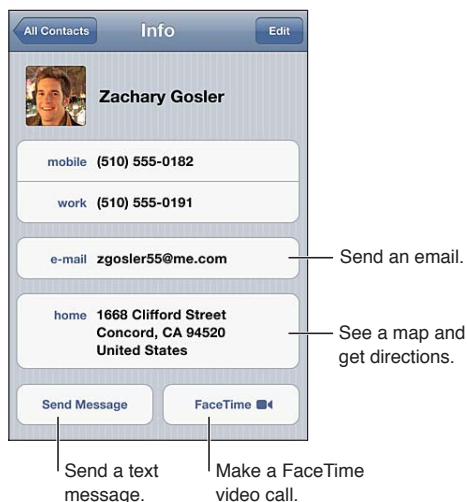 All Contacts Info Edit
Zachary Gosler
mobile (510) 555-0182
work (510) 555-0191
e-mail zgosler55@me.com
Send an email.
home 1668 Clifford Street
Concord, CA 94520
United States
See a map and
get directions.
Send Message FaceTime
Send a text
message.
Make a FaceTime
video call.